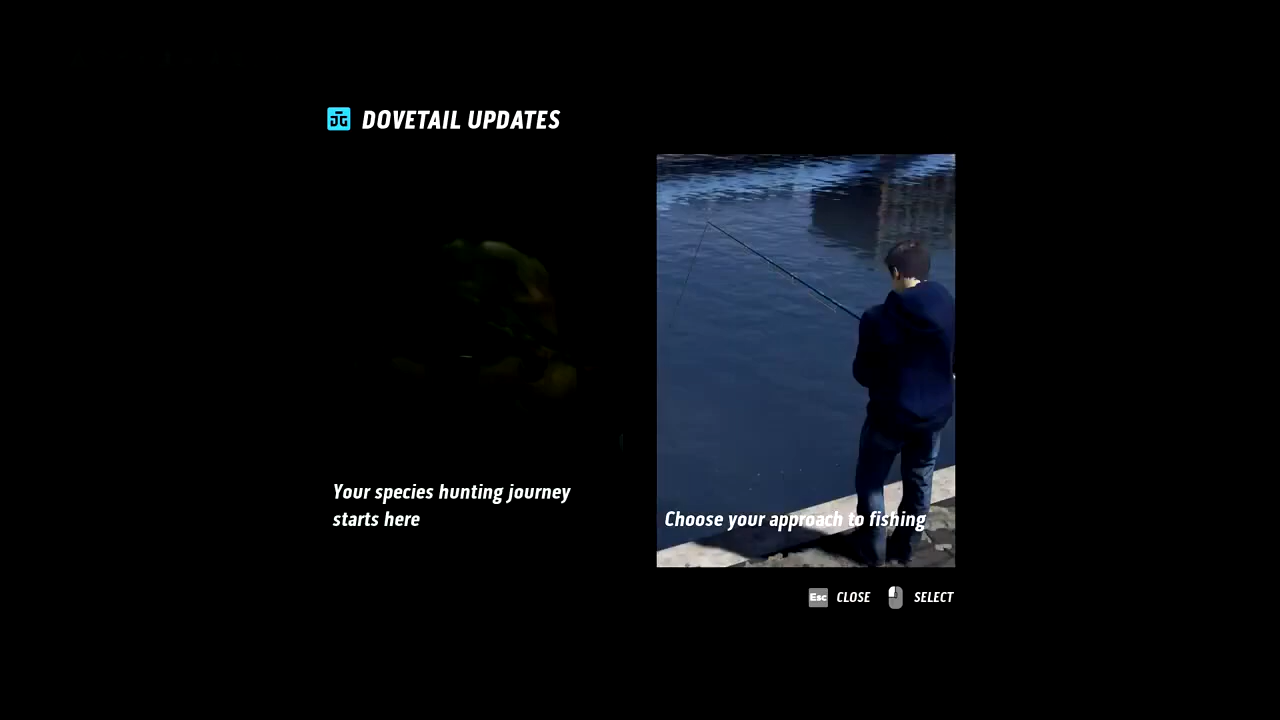 DOVETAIL UPDATES
Your species hunting journey
starts here
Choose your approach to fishing
Esc CLOSE SELECT